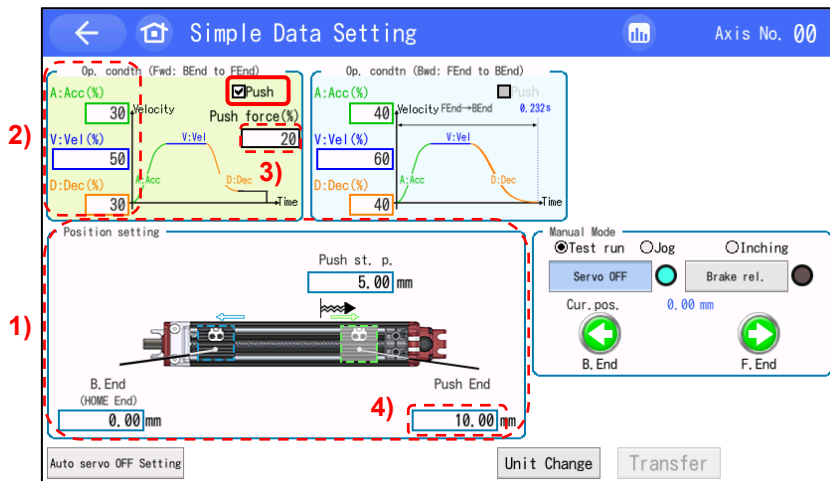 Simple Data Setting
Axis No. 00
Op. condtn (Fwd: BEnd to FEnd)
A:Acc(%)
30
V:Vel(%)
50
D:Dec(%)
30
Velocity
V:Vel
A:Acc
D:Dec
Time
Push
Push force(%)
20
Op. condtn (Bwd: FEnd to BEnd)
A:Acc(%)
40
V:Vel(%)
60
D:Dec(%)
40
Velocity
FEnd→BEnd
0.232s
V:Vel
A:Acc
D:Dec
Time
Push
2)
3)
Position setting
Push st. p.
5.00 mm
1)
B.End
(HOME End)
0.00 mm
Push End
4)
10.00 mm
Manual Mode
Test run
Jog
Inching
Servo OFF
Brake rel.
Cur.pos.
0.00 mm
B.End
F.End
Auto servo OFF Setting
Unit Change
Transfer